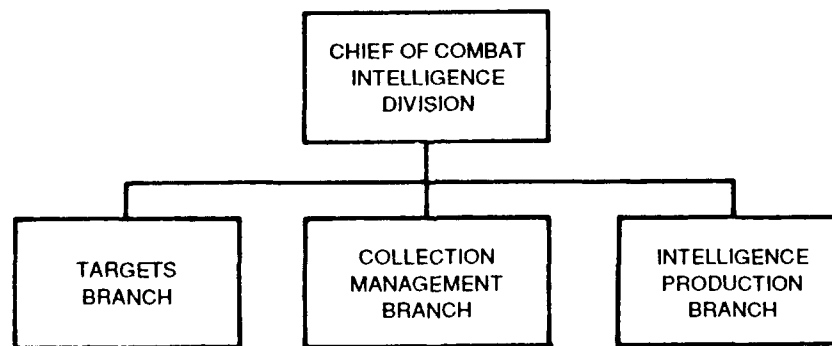 CHIEF OF COMBAT
INTELLIGENCE
DIVISION
TARGETS
BRANCH
COLLECTION
MANAGEMENT
BRANCH
INTELLIGENCE
PRODUCTION
BRANCH